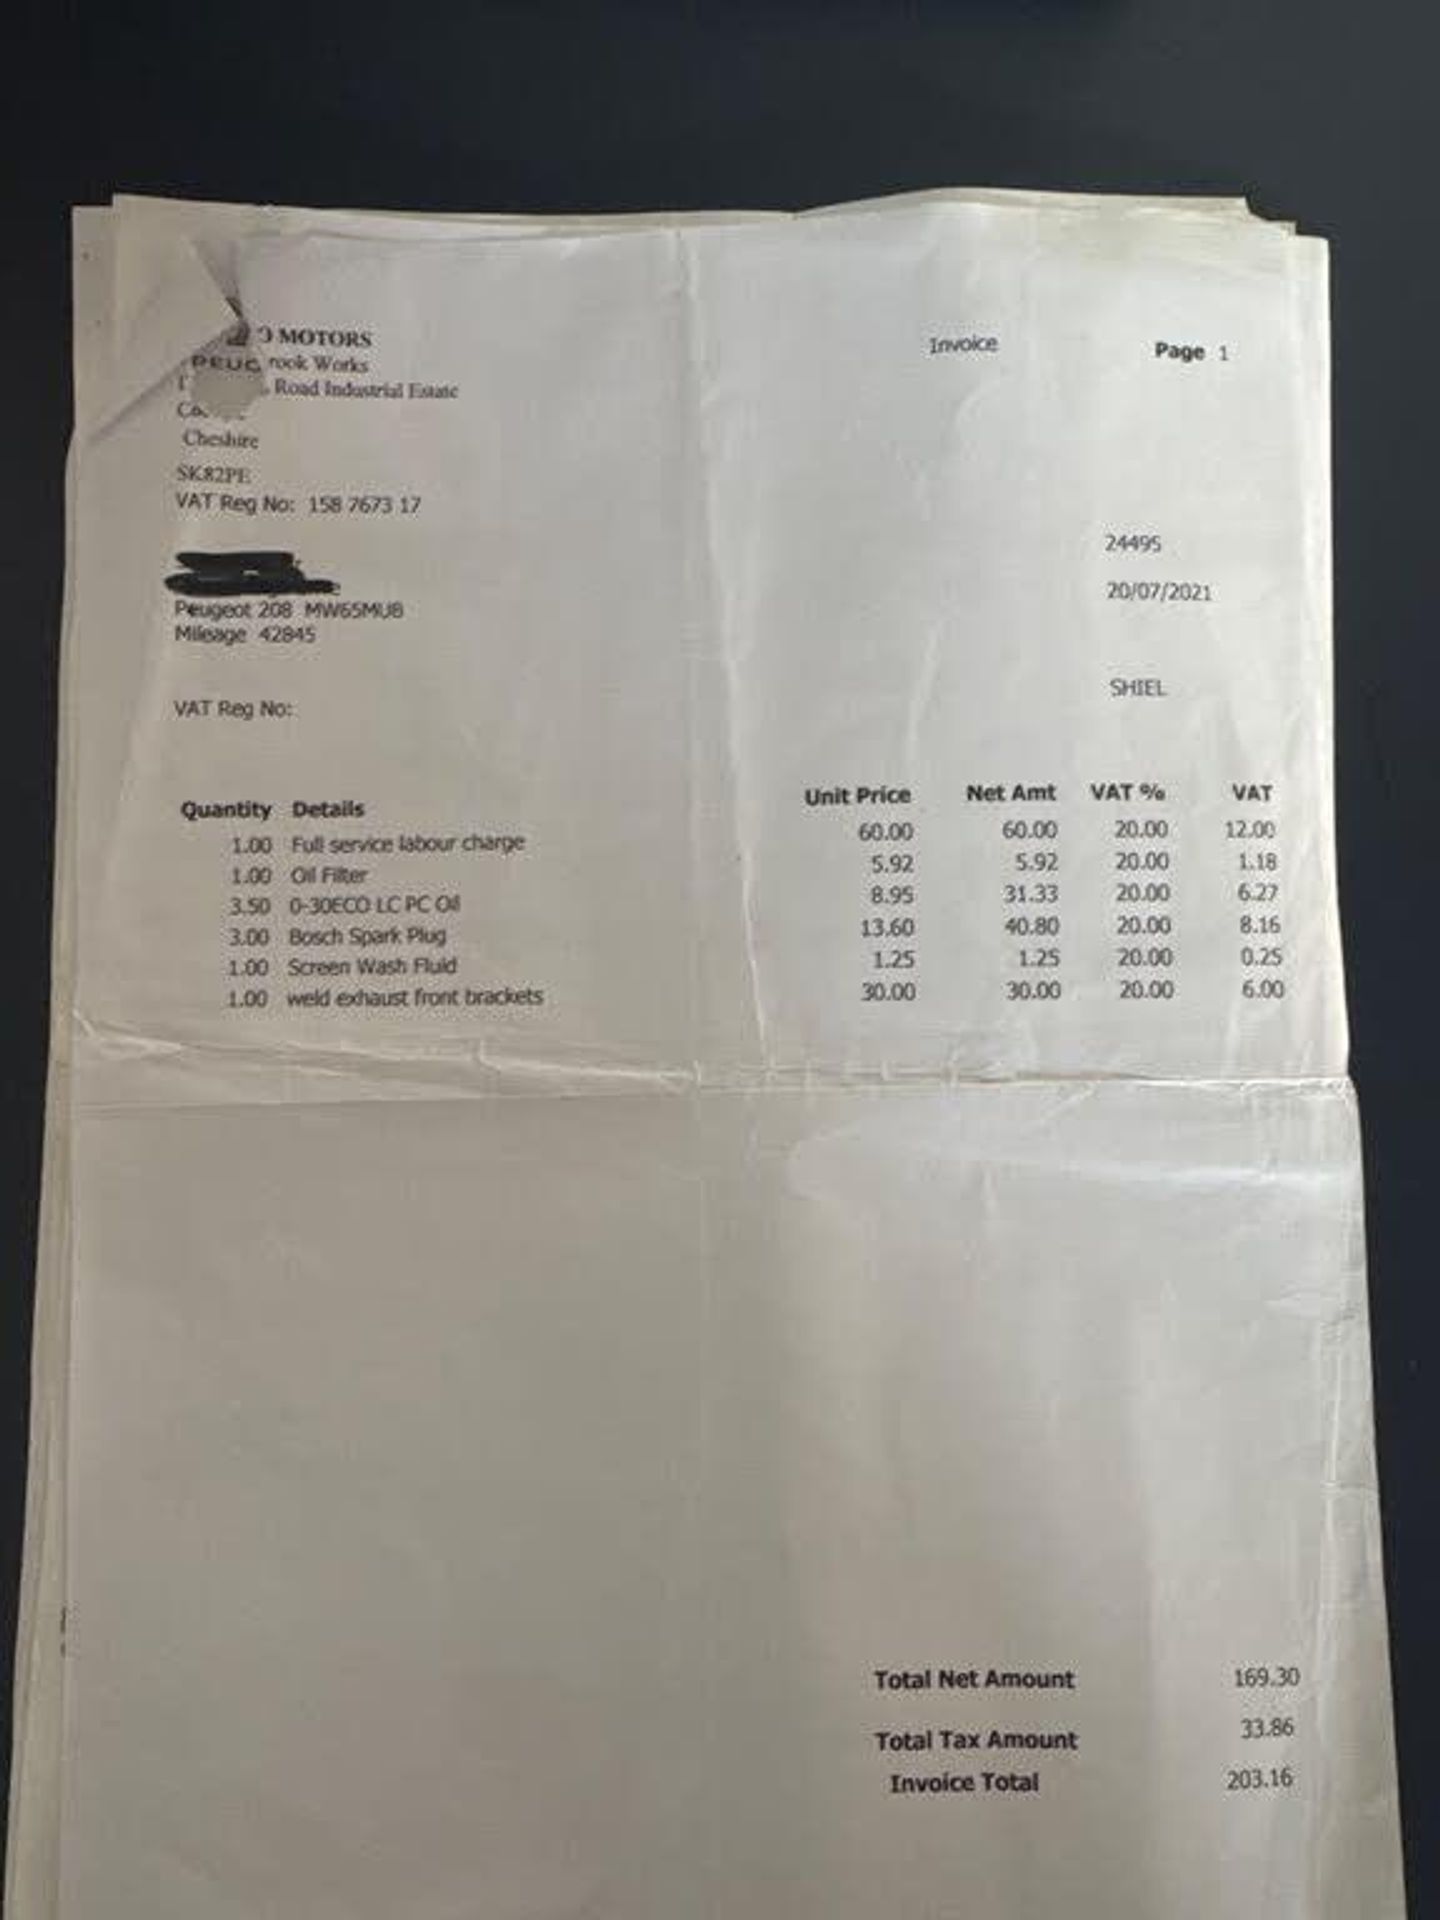 MOTORS
Invoice Page 1
PEUG Works
Road Industrial Estate
Cheshire
SK82PE
VAT Reg No: 158 7673 17
24495
20/07/2021
Peugeot 208 MW65MUB
Mileage 42845
SHIEL
VAT Reg No:
Quantity Details Unit Price Net Amt VAT % VAT
1.00 Full service labour charge 60.00 60.00 20.00 12.00
1.00 Oil Filter 5.92 5.92 20.00 1.18
3.50 0-30ECO LC PC Oil 8.95 31.33 20.00 6.27
3.00 Bosch Spark Plug 13.60 40.80 20.00 8.16
1.00 Screen Wash Fluid 1.25 1.25 20.00 0.25
1.00 weld exhaust front brackets 30.00 30.00 20.00 6.00
Total Net Amount 169.30
Total Tax Amount 33.86
Invoice Total 203.16